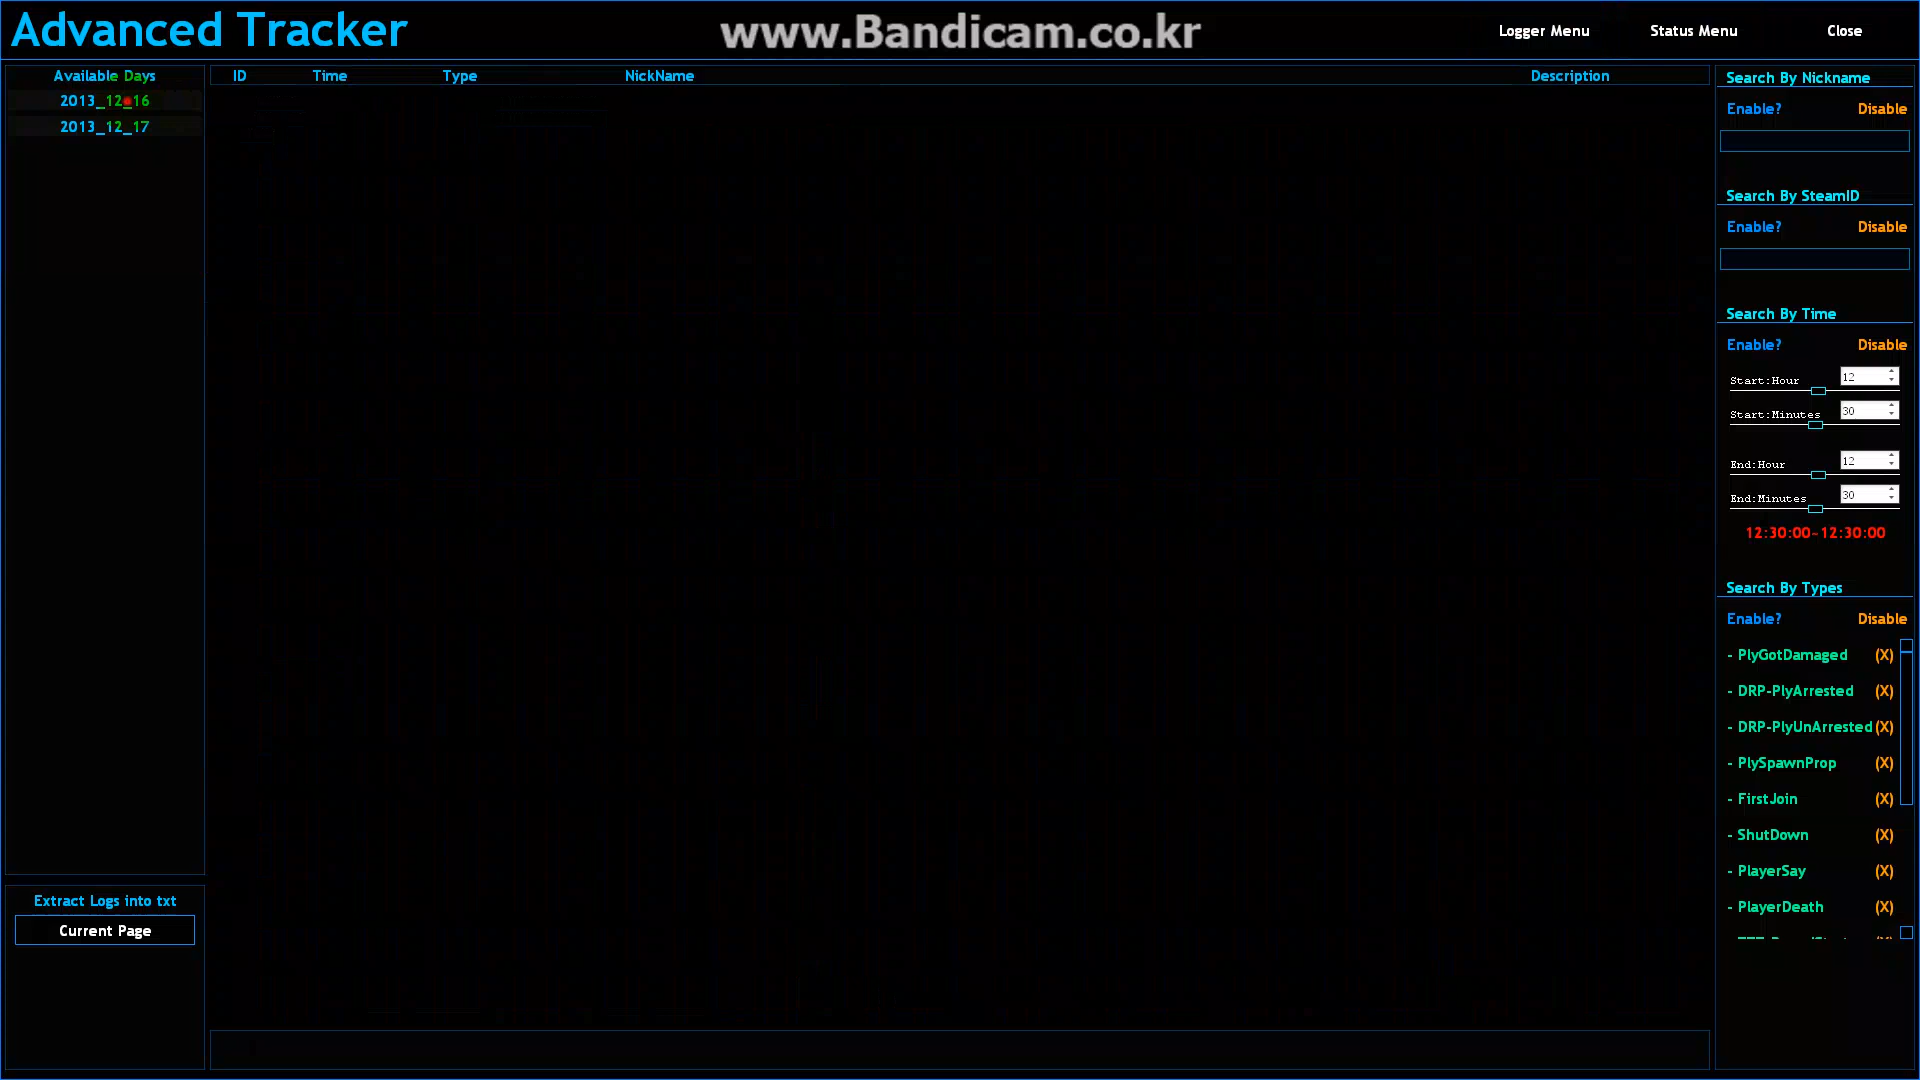 Advanced Tracker
www.Bandicam.co.kr
Logger Menu
Status Menu
Close
Available Days
2013_12_16
2013_12_17
ID
Time
Type
NickName
Description
Search By Nickname
Enable?
Disable
Search By SteamID
Enable?
Disable
Search By Time
Enable?
Disable
Start:Hour
12
Start:Minutes
30
End:Hour
12
End:Minutes
30
12:30:00-12:30:00
Search By Types
Enable?
Disable
- PlyGotDamaged (X)
- DRP-PlyArrested (X)
- DRP-PlyUnArrested (X)
- PlySpawnProp (X)
- FirstJoin (X)
- ShutDown (X)
- PlayerSay (X)
- PlayerDeath (X)
Extract Logs into txt
Current Page